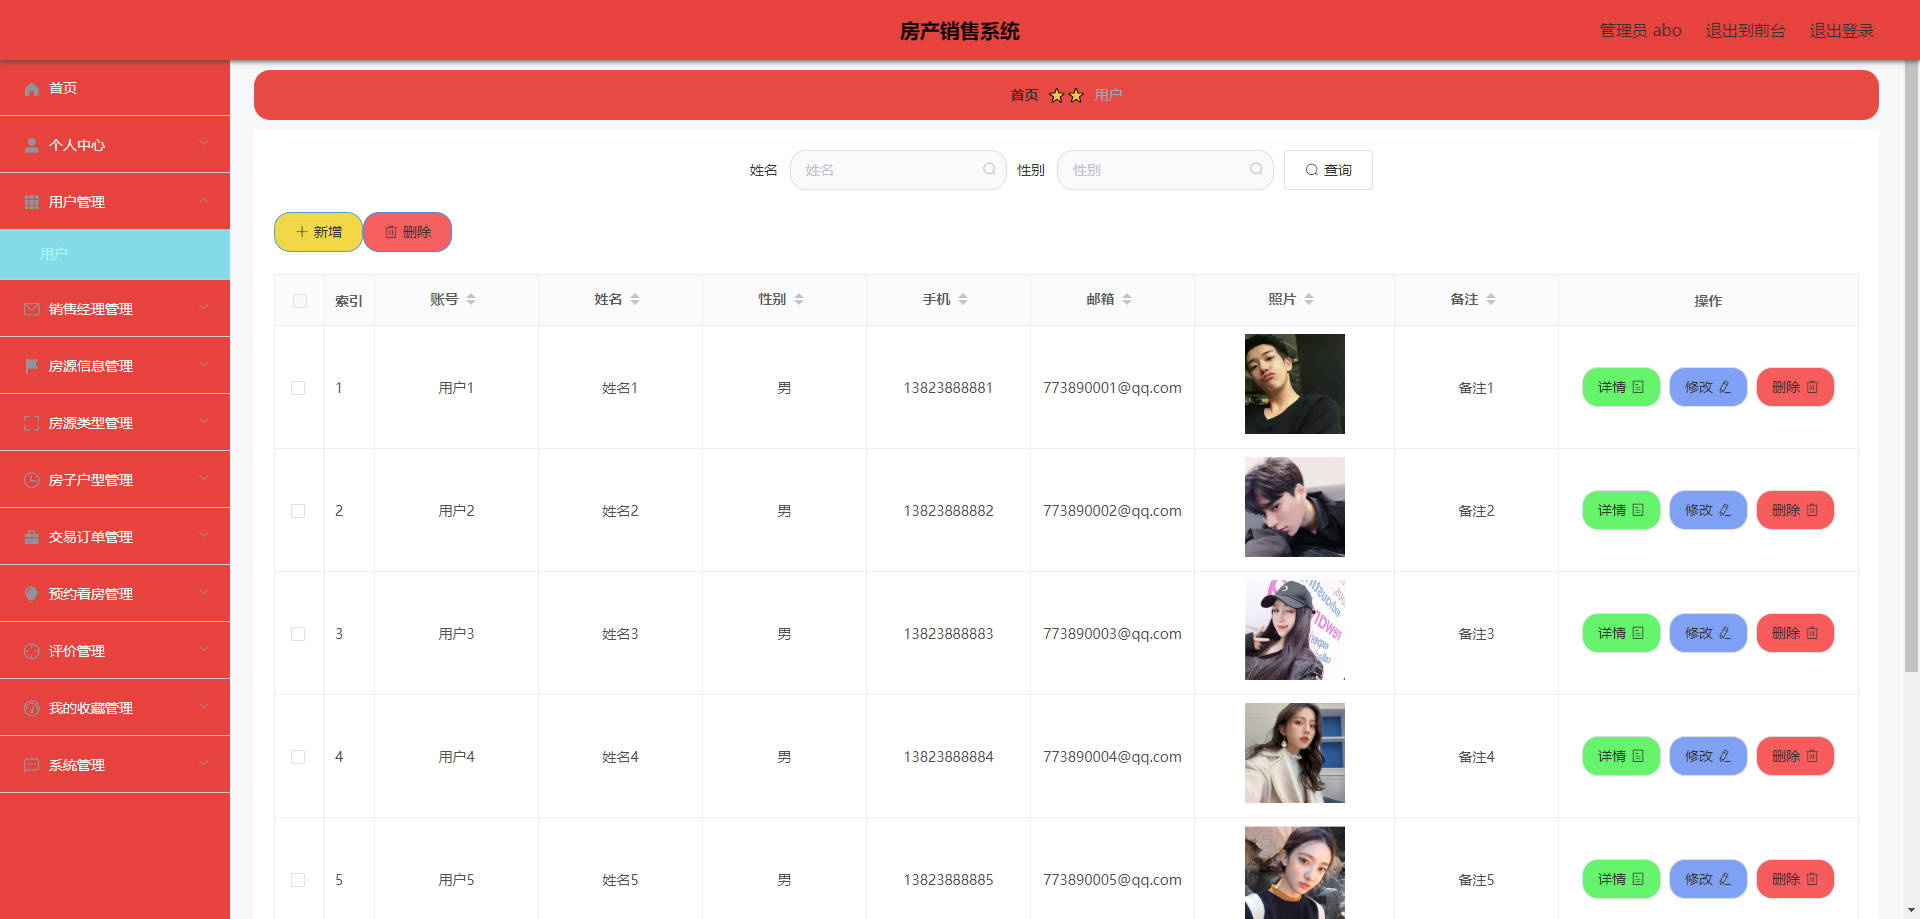 房产销售系统
管理员 abo 退出到前台 退出登录
首页
个人中心
用户管理
用户
销售经理管理
房源信息管理
房源类型管理
房子户型管理
交易订单管理
预约看房管理
评价管理
我的收藏管理
系统管理
首页 用户
姓名 姓名 性别 性别 查询
新增 删除
索引 账号 姓名 性别 手机 邮箱 照片 备注 操作
1 用户1 姓名1 男 13823888881 773890001@qq.com 备注1 详情 修改 删除
2 用户2 姓名2 男 13823888882 773890002@qq.com 备注2 详情 修改 删除
3 用户3 姓名3 男 13823888883 773890003@qq.com 备注3 详情 修改 删除
4 用户4 姓名4 男 13823888884 773890004@qq.com 备注4 详情 修改 删除
5 用户5 姓名5 男 13823888885 773890005@qq.com 备注5 详情 修改 删除